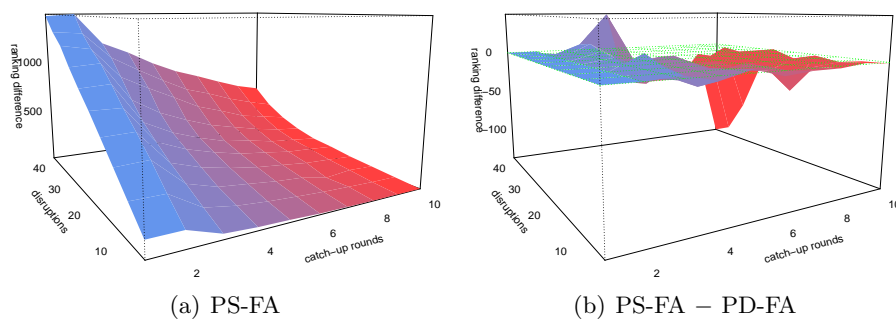 ranking difference
1000
500
40
30
20
10
disruptions
2
4
6
8
10
catch−up rounds
(a) PS-FA
ranking difference
0
−50
−100
40
30
20
10
disruptions
2
4
6
8
10
catch−up rounds
(b) PS-FA − PD-FA